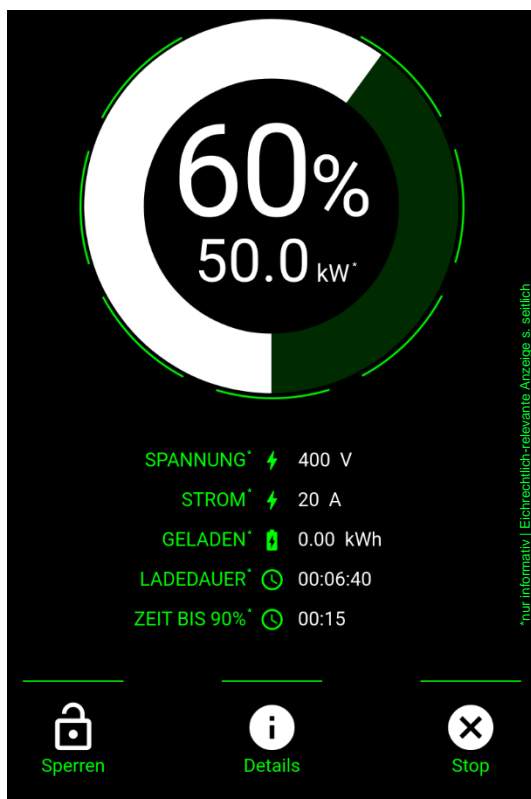 60%
50.0 kW*
SPANNUNG* 400 V
STROM* 20 A
GELADEN* 0.00 kWh
LADEDAUER* 00:06:40
ZEIT BIS 90%* 00:15
*nur informativ | Eichrechtlich-relevante Anzeige s. seitlich
Sperren
Details
Stop